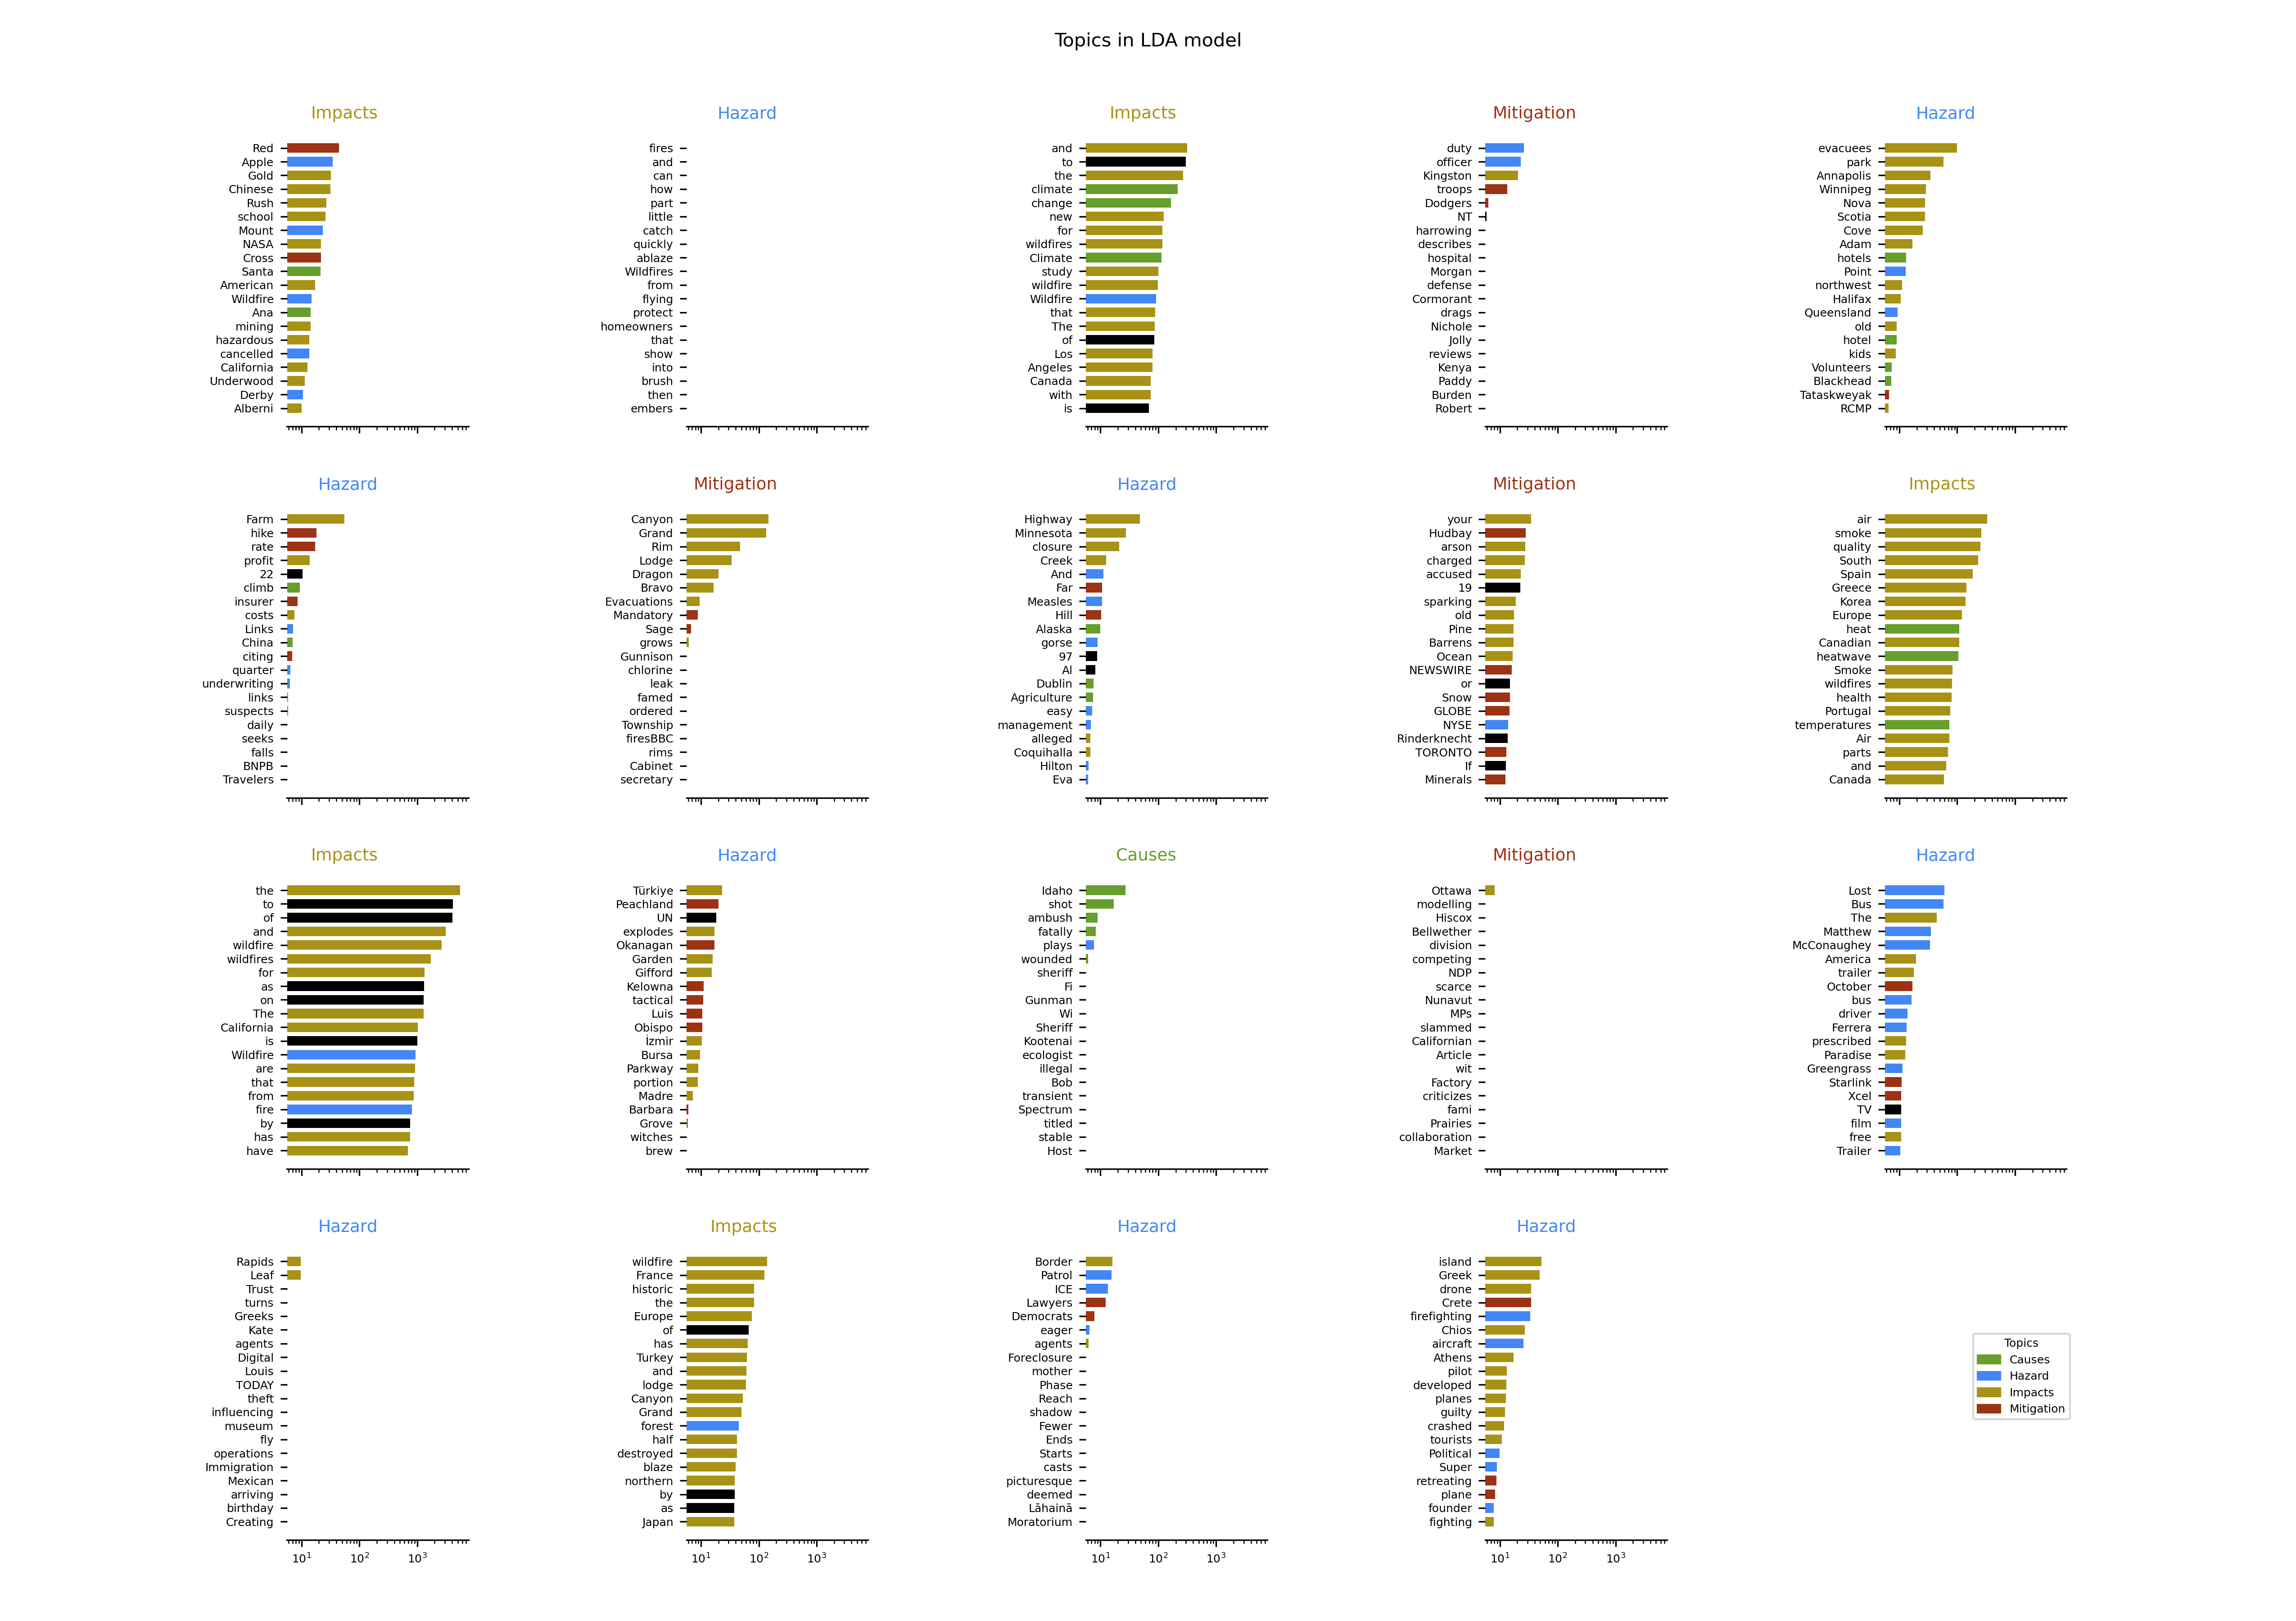 Topics in LDA model
Impacts
Red
Apple
Gold
Chinese
Rush
school
Mount
NASA
Cross
Santa
American
Wildfire
Ana
mining
hazardous
cancelled
California
Underwood
Derby
Alberni
Hazard
fires
and
can
how
part
little
catch
quickly
ablaze
Wildfires
from
flying
protect
homeowners
that
show
into
brush
then
embers
Impacts
and
to
the
climate
change
new
for
wildfires
Climate
study
wildfire
Wildfire
that
The
of
Los
Angeles
Canada
with
is
Mitigation
duty
officer
Kingston
troops
Dodgers
NT
harrowing
describes
hospital
Morgan
defense
Cormorant
drags
Nichole
Jolly
reviews
Kenya
Paddy
Burden
Robert
Hazard
evacuees
park
Annapolis
Winnipeg
Nova
Scotia
Cove
Adam
hotels
Point
northwest
Halifax
Queensland
old
hotel
kids
Volunteers
Blackhead
Tataskweyak
RCMP
Hazard
Farm
hike
rate
profit
22
climb
insurer
costs
Links
China
citing
quarter
underwriting
links
suspects
daily
seeks
falls
BNPB
Travelers
Mitigation
Canyon
Grand
Rim
Lodge
Dragon
Bravo
Evacuations
Mandatory
Sage
grows
Gunnison
chlorine
leak
famed
ordered
Township
firesBBC
rims
Cabinet
secretary
Hazard
Highway
Minnesota
closure
Creek
And
Far
Measles
Hill
Alaska
gorse
97
Al
Dublin
Agriculture
easy
management
alleged
Coquihalla
Hilton
Eva
Mitigation
your
Hudbay
arson
charged
accused
19
sparking
old
Pine
Barrens
Ocean
NEWSWIRE
or
Snow
GLOBE
NYSE
Rinderknecht
TORONTO
If
Minerals
Impacts
air
smoke
quality
South
Spain
Greece
Korea
Europe
heat
Canadian
heatwave
Smoke
wildfires
health
Portugal
temperatures
Air
parts
and
Canada
Impacts
the
to
of
and
wildfire
wildfires
for
as
on
The
California
is
Wildfire
are
that
from
fire
by
has
have
Hazard
Türkiye
Peachland
UN
explodes
Okanagan
Garden
Gifford
Kelowna
tactical
Luis
Obispo
İzmir
Bursa
Parkway
portion
Madre
Barbara
Grove
witches
brew
Causes
Idaho
shot
ambush
fatally
plays
wounded
sheriff
Fi
Gunman
Wi
Sheriff
Kootenai
ecologist
illegal
Bob
transient
Spectrum
titled
stable
Host
Mitigation
Ottawa
modelling
Hiscox
Bellwether
division
competing
NDP
scarce
Nunavut
MPs
slammed
Californian
Article
wit
Factory
criticizes
fami
Prairies
collaboration
Market
Hazard
Lost
Bus
The
Matthew
McConaughey
America
trailer
October
bus
driver
Ferrera
prescribed
Paradise
Greengrass
Starlink
Xcel
TV
film
free
Trailer
Hazard
Rapids
Leaf
Trust
turns
Greeks
Kate
agents
Digital
Louis
TODAY
theft
influencing
museum
fly
operations
Immigration
Mexican
arriving
birthday
Creating
10¹ 10² 10³
Impacts
wildfire
France
historic
the
Europe
of
has
Turkey
and
lodge
Canyon
Grand
forest
half
destroyed
blaze
northern
by
as
Japan
10¹ 10² 10³
Hazard
Border
Patrol
ICE
Lawyers
Democrats
eager
agents
Foreclosure
mother
Phase
Reach
shadow
Fewer
Ends
Starts
casts
picturesque
deemed
Lāhainā
Moratorium
10¹ 10² 10³
Hazard
island
Greek
drone
Crete
firefighting
Chios
aircraft
Athens
pilot
developed
planes
guilty
crashed
tourists
Political
Super
retreating
plane
founder
fighting
10¹ 10² 10³
Topics
Causes
Hazard
Impacts
Mitigation